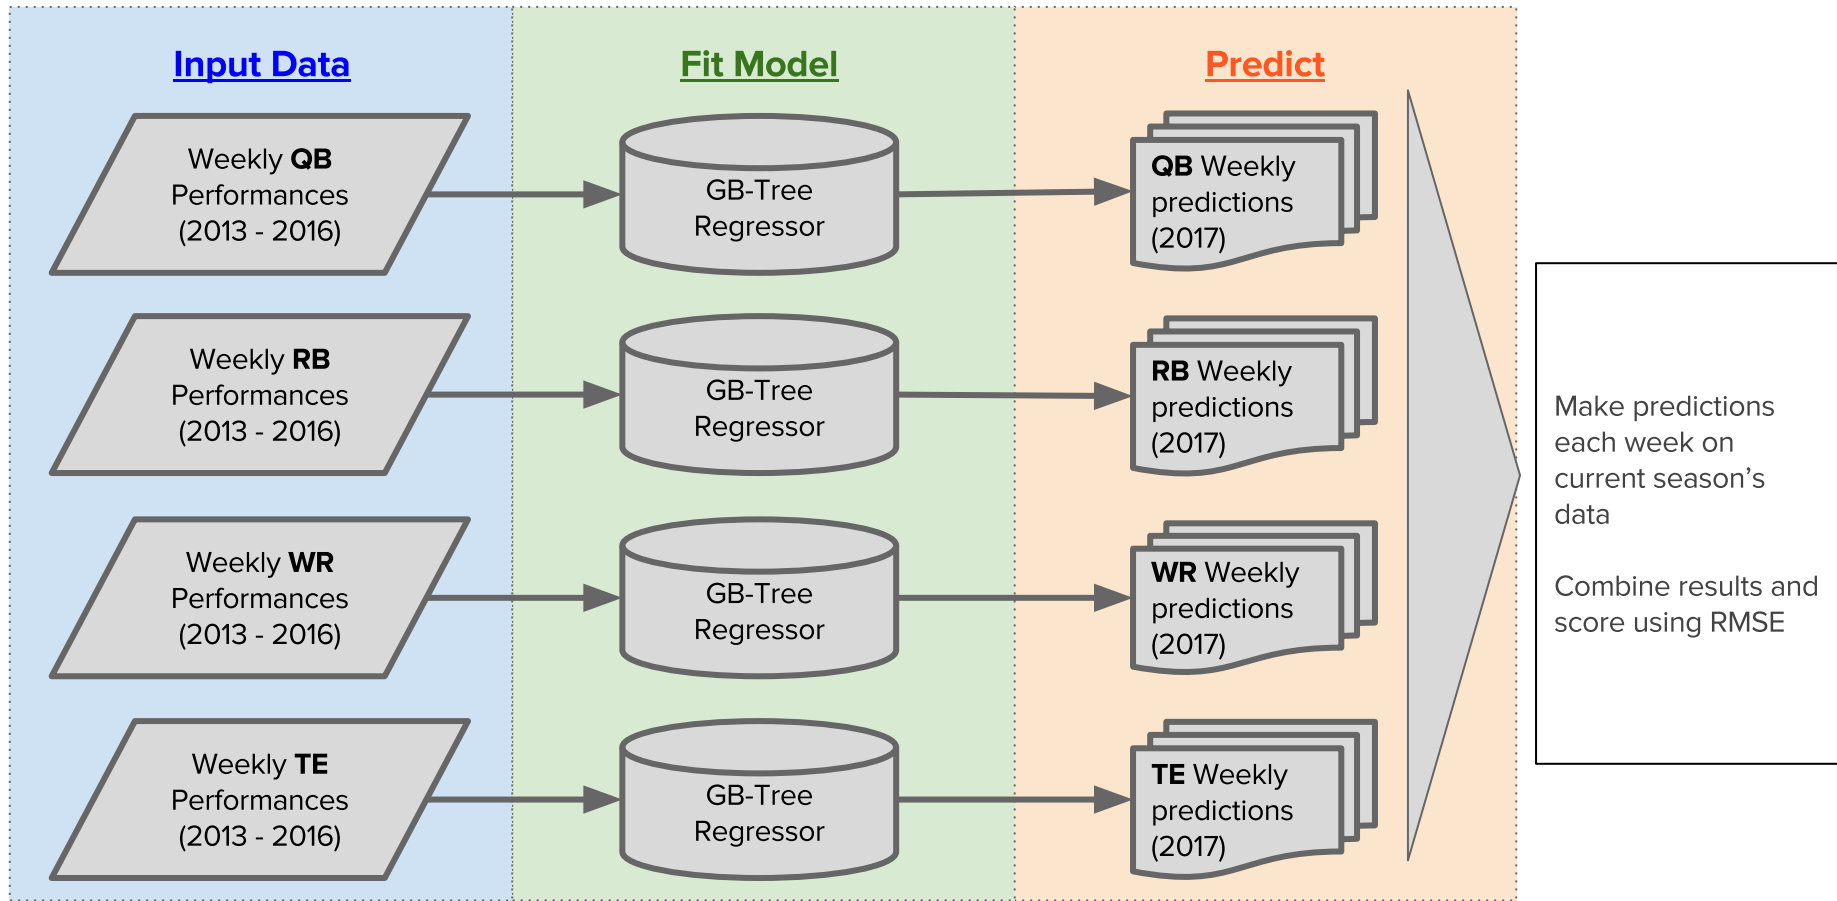 Input Data
Fit Model
Predict
Weekly QB
Performances
(2013 - 2016)
GB-Tree
Regressor
QB Weekly
predictions
(2017)
Weekly RB
Performances
(2013 - 2016)
GB-Tree
Regressor
RB Weekly
predictions
(2017)
Weekly WR
Performances
(2013 - 2016)
GB-Tree
Regressor
WR Weekly
predictions
(2017)
Weekly TE
Performances
(2013 - 2016)
GB-Tree
Regressor
TE Weekly
predictions
(2017)
Make predictions
each week on
current season’s
data
Combine results and
score using RMSE